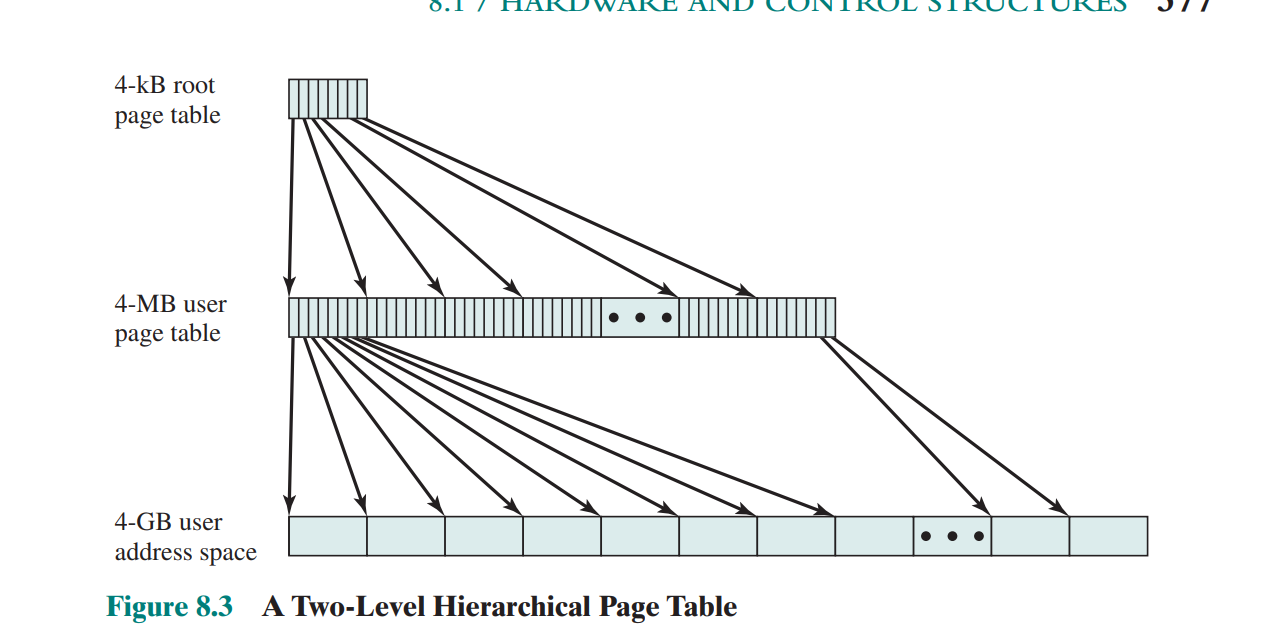 8.1 / HARDWARE AND CONTROL STRUCTURES 377
4-kB root
page table
4-MB user
page table
4-GB user
address space
Figure 8.3 A Two-Level Hierarchical Page Table